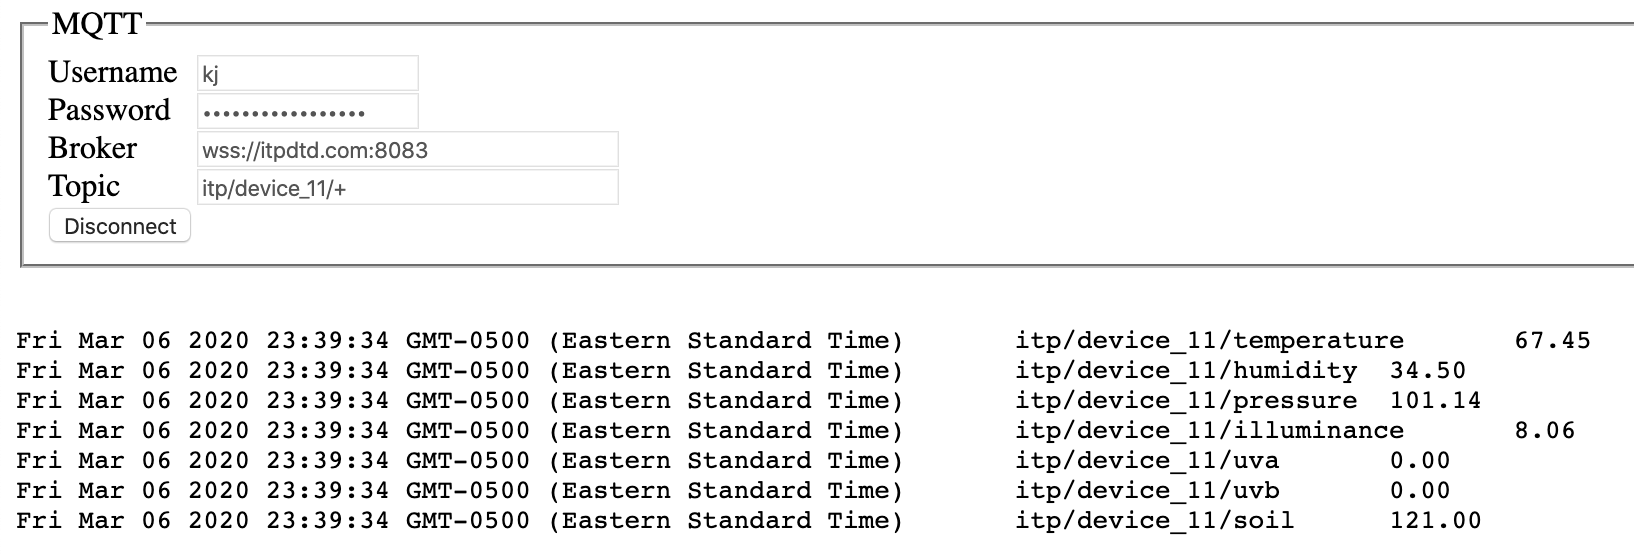 MQTT
Username kj
Password •••••••••••••••••
Broker wss://itpdtd.com:8083
Topic itp/device_11/+
Disconnect
Fri Mar 06 2020 23:39:34 GMT-0500 (Eastern Standard Time) itp/device_11/temperature 67.45
Fri Mar 06 2020 23:39:34 GMT-0500 (Eastern Standard Time) itp/device_11/humidity 34.50
Fri Mar 06 2020 23:39:34 GMT-0500 (Eastern Standard Time) itp/device_11/pressure 101.14
Fri Mar 06 2020 23:39:34 GMT-0500 (Eastern Standard Time) itp/device_11/illuminance 8.06
Fri Mar 06 2020 23:39:34 GMT-0500 (Eastern Standard Time) itp/device_11/uva 0.00
Fri Mar 06 2020 23:39:34 GMT-0500 (Eastern Standard Time) itp/device_11/uvb 0.00
Fri Mar 06 2020 23:39:34 GMT-0500 (Eastern Standard Time) itp/device_11/soil 121.00